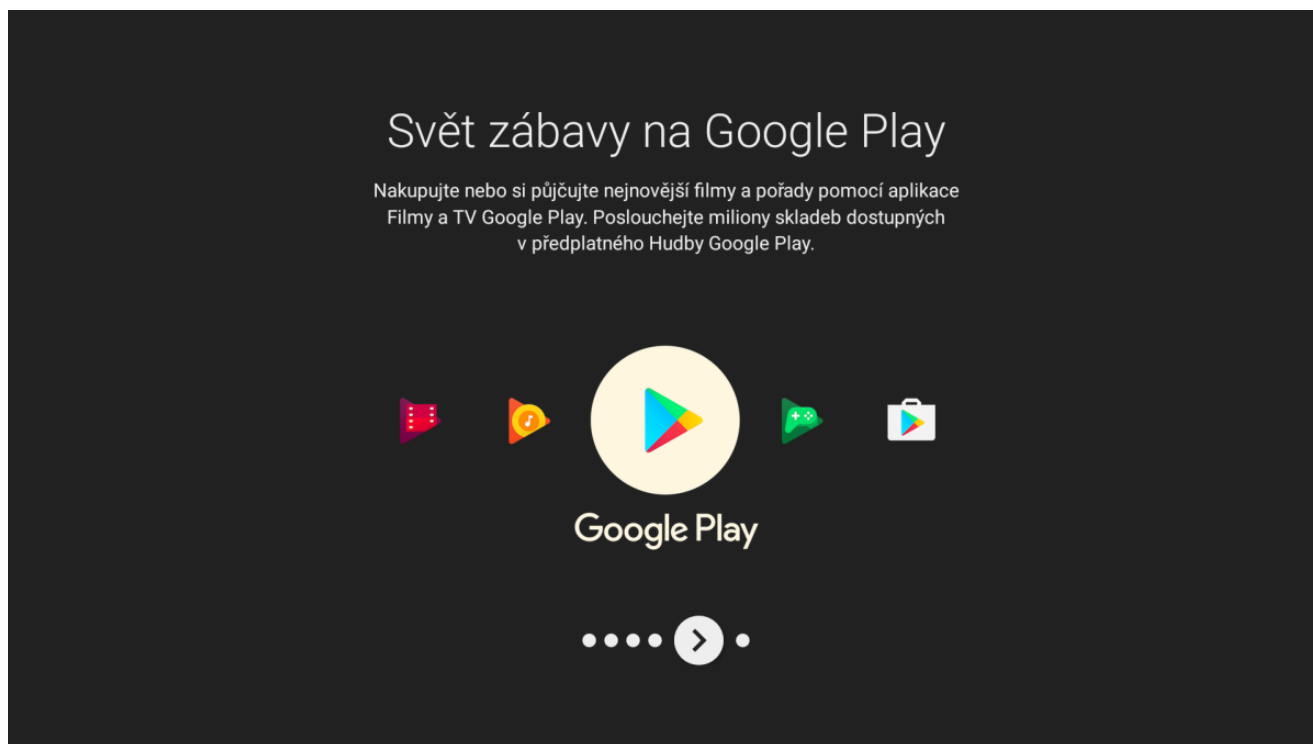 Svět zábavy na Google Play
Nakupujte nebo si půjčujte nejnovější filmy a pořady pomocí aplikace
Filmy a TV Google Play. Poslouchejte miliony skladeb dostupných
v předplatného Hudby Google Play.
Google Play